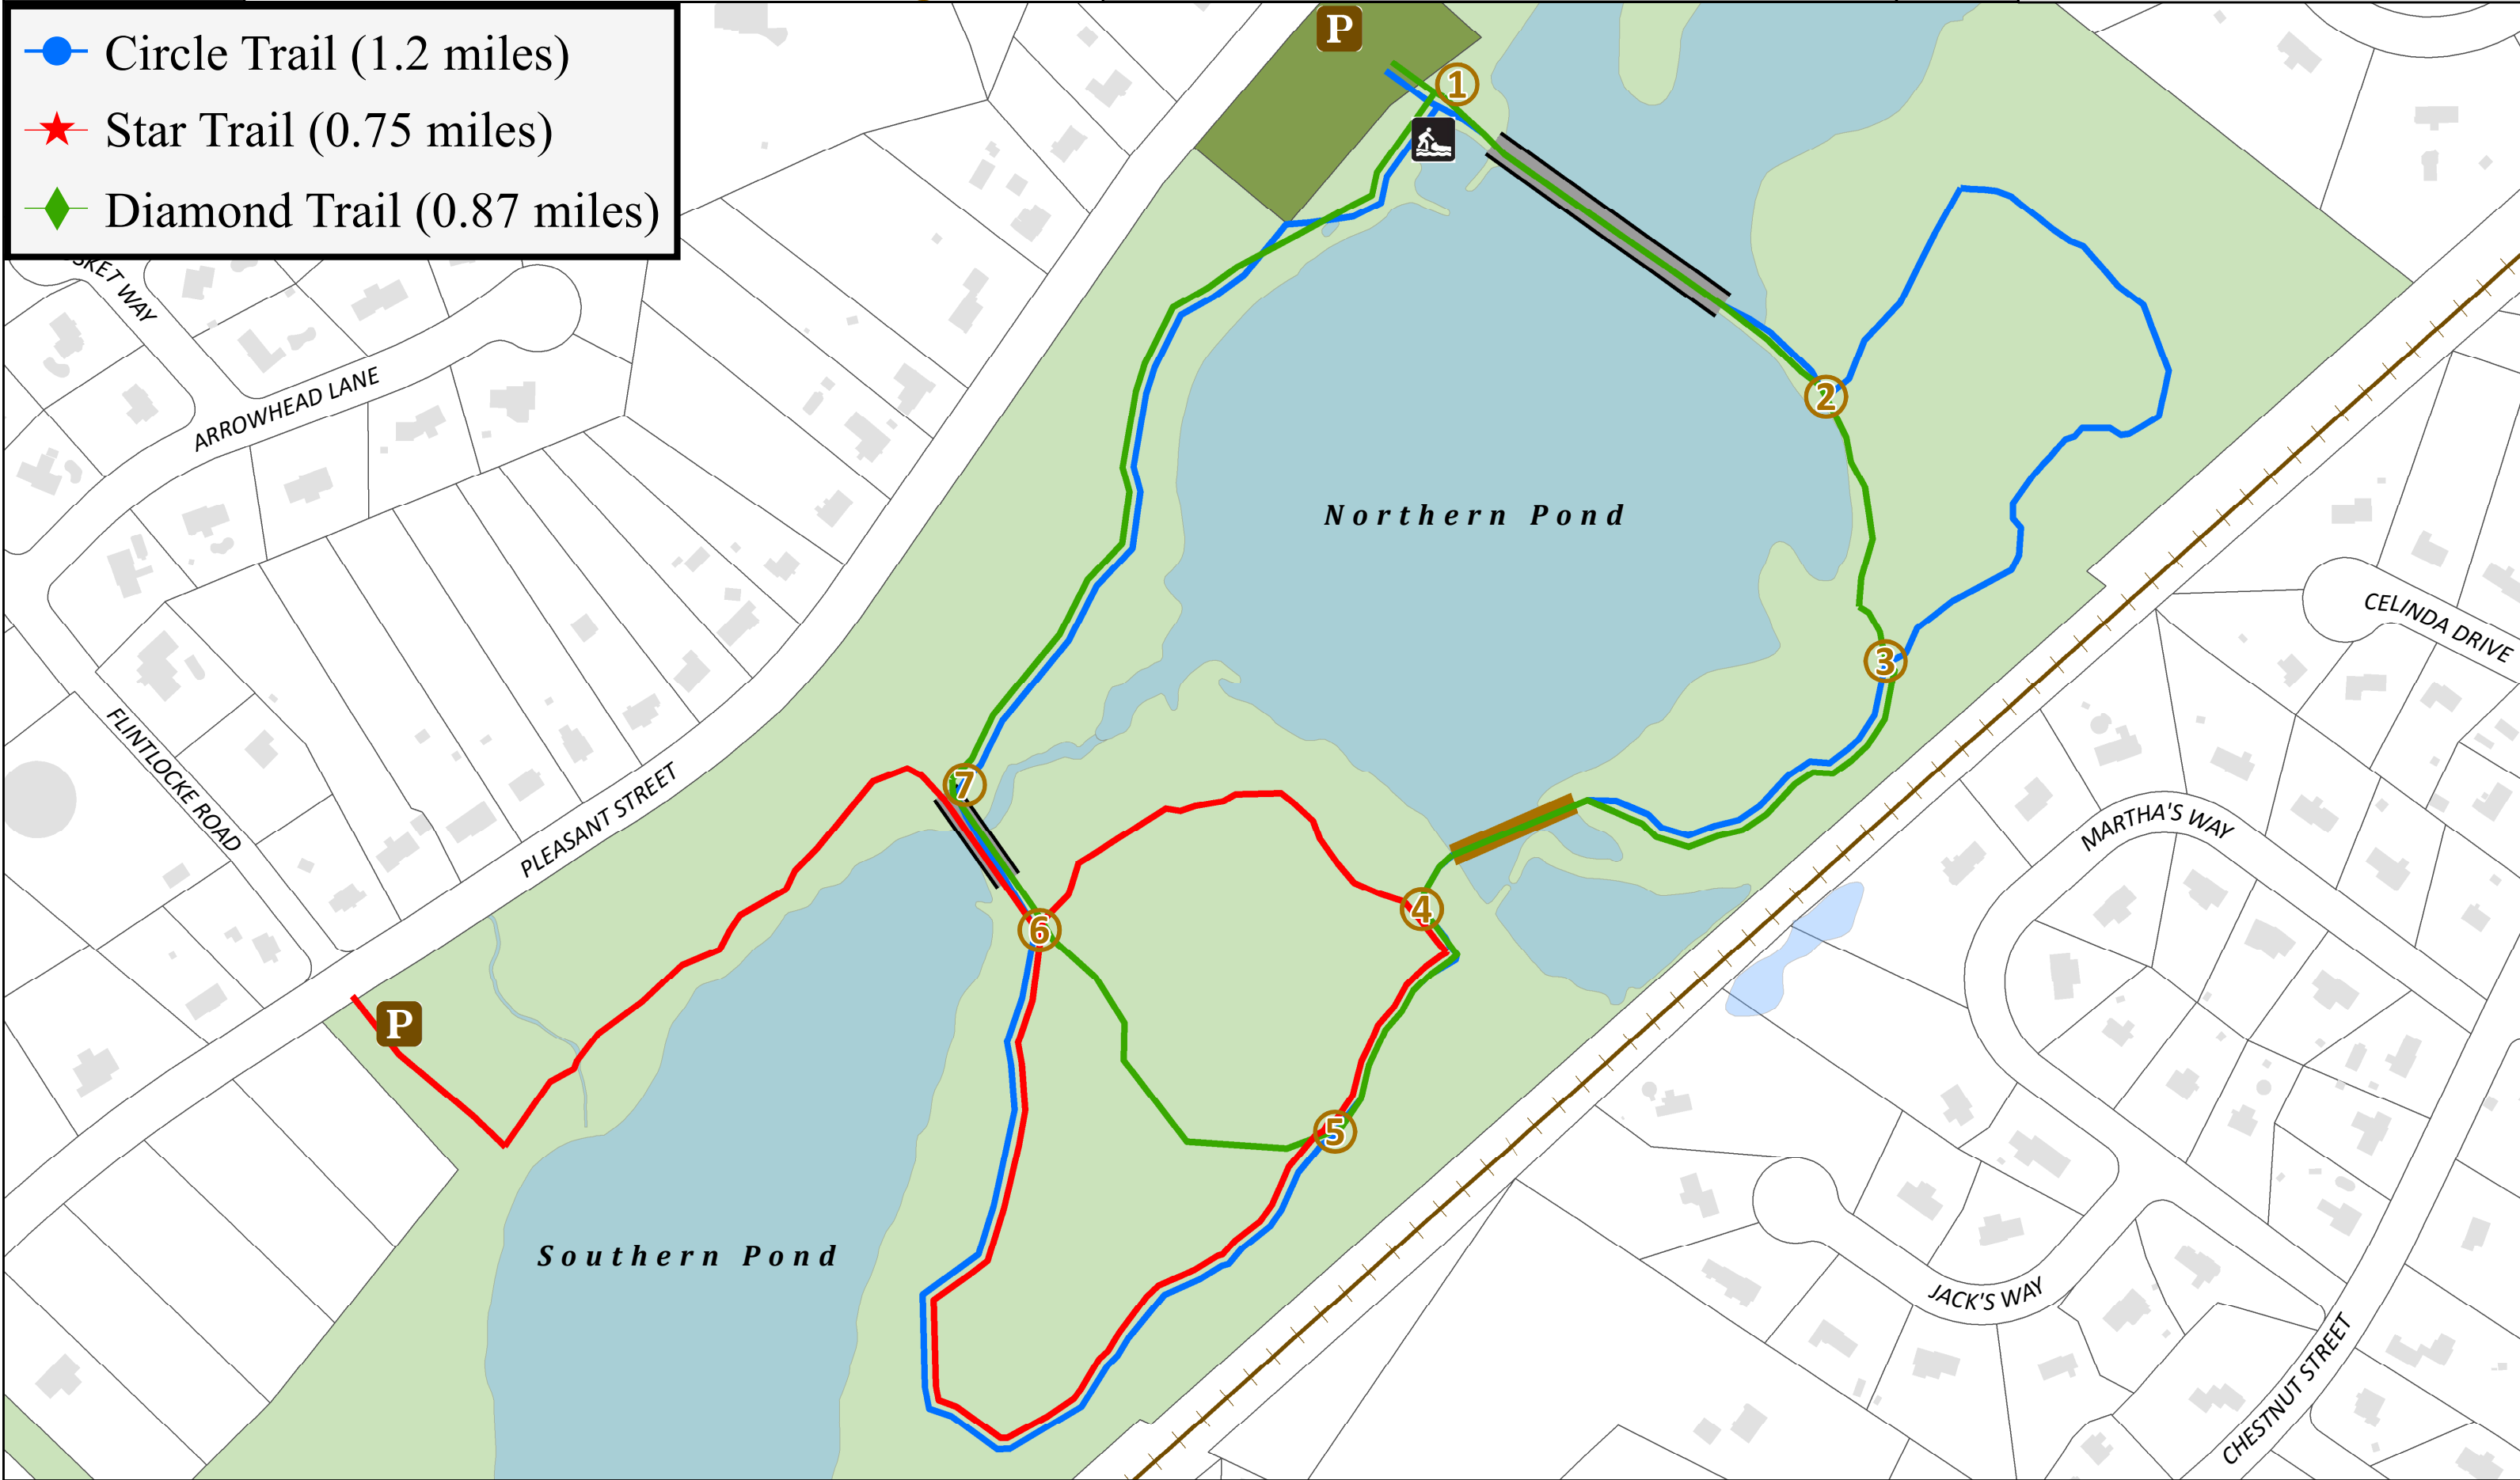 Circle Trail (1.2 miles)
Star Trail (0.75 miles)
Diamond Trail (0.87 miles)
P
1
WAY
ARROWHEAD LANE
2
Northern Pond
CELINDA DRIVE
3
FLINTLOCKE ROAD
PLEASANT STREET
7
MARTHA'S WAY
4
6
P
5
Southern Pond
JACK'S WAY
CHESTNUT STREET